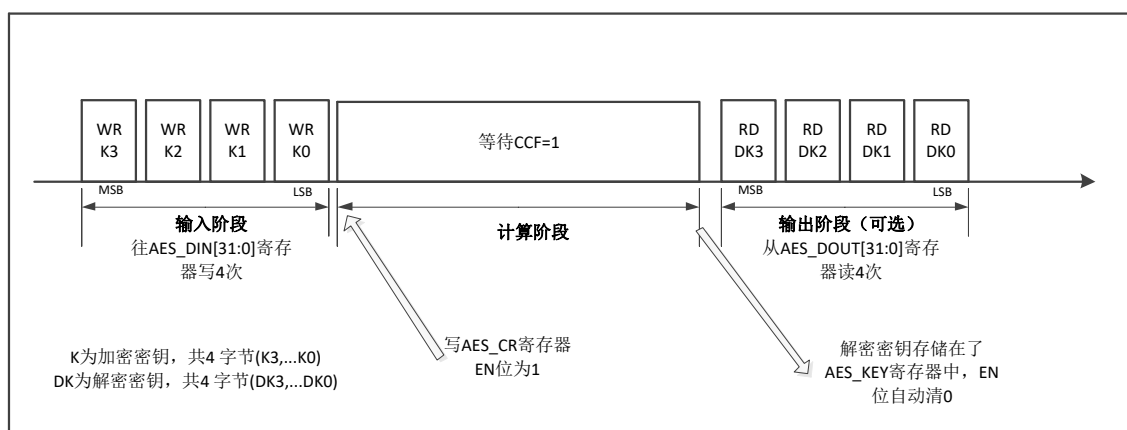 WR
K3
WR
K2
WR
K1
WR
K0
等待CCF=1
RD
DK3
RD
DK2
RD
DK1
RD
DK0
MSB
LSB
MSB
LSB
输入阶段
往AES_DIN[31:0]寄存
器写4次
计算阶段
输出阶段（可选）
从AES_DOUT[31:0]寄存
器读4次
写AES_CR寄存器
EN位为1
解密密钥存储在了
AES_KEY寄存器中，EN
位自动清0
K为加密密钥，共4 字节(K3,...K0)
DK为解密密钥，共4 字节(DK3,...DK0)